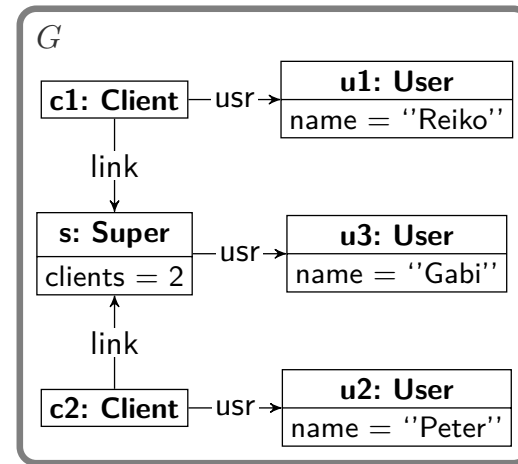 G
c1: Client
usr
u1: User
name = ‘‘Reiko’’
link
s: Super
clients = 2
usr
u3: User
name = ‘‘Gabi’’
link
c2: Client
usr
u2: User
name = ‘‘Peter’’